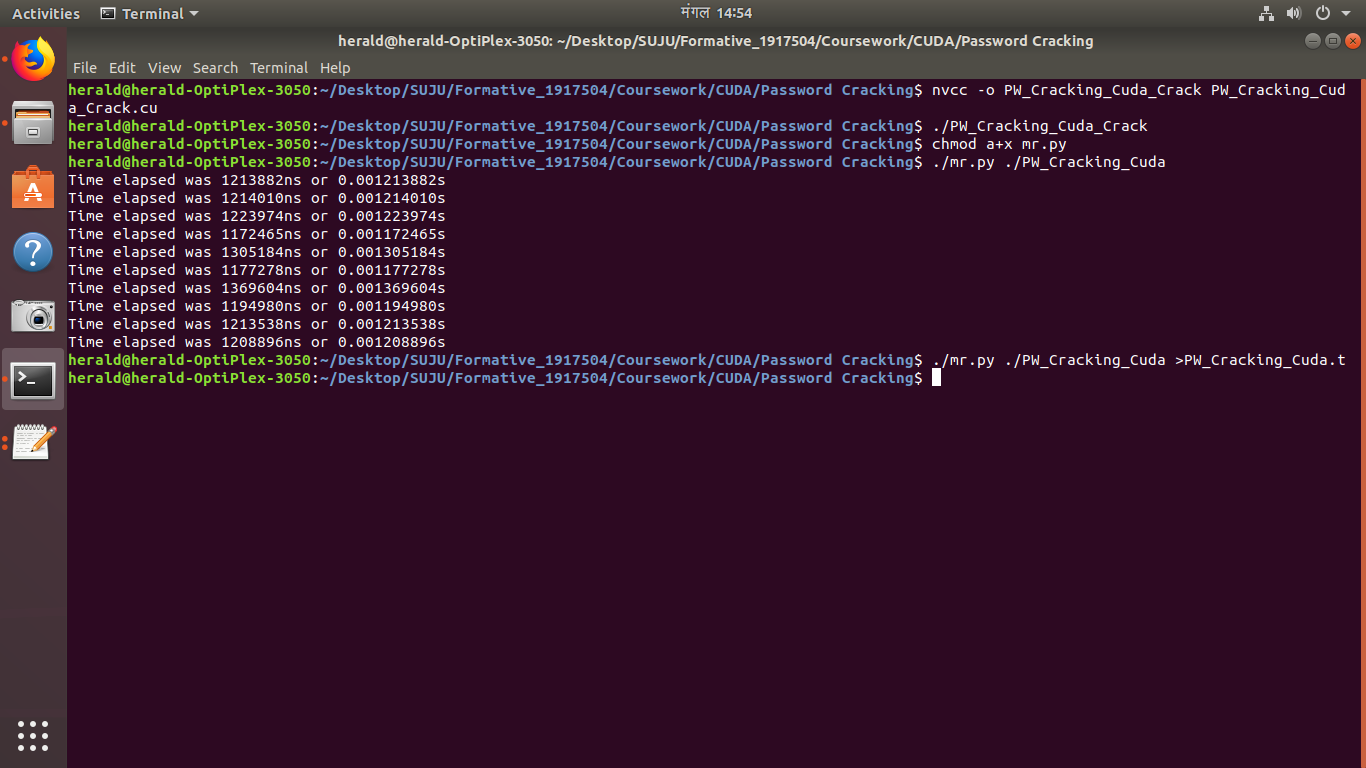 Activities Terminal मंगल 14:54
herald@herald-OptiPlex-3050: ~/Desktop/SUJU/Formative_1917504/Coursework/CUDA/Password Cracking
File Edit View Search Terminal Help
herald@herald-OptiPlex-3050:~/Desktop/SUJU/Formative_1917504/Coursework/CUDA/Password Cracking$ nvcc -o PW_Cracking_Cuda_Crack PW_Cracking_Cud
a_Crack.cu
herald@herald-OptiPlex-3050:~/Desktop/SUJU/Formative_1917504/Coursework/CUDA/Password Cracking$ ./PW_Cracking_Cuda_Crack
herald@herald-OptiPlex-3050:~/Desktop/SUJU/Formative_1917504/Coursework/CUDA/Password Cracking$ chmod a+x mr.py
herald@herald-OptiPlex-3050:~/Desktop/SUJU/Formative_1917504/Coursework/CUDA/Password Cracking$ ./mr.py ./PW_Cracking_Cuda
Time elapsed was 1213882ns or 0.001213882s
Time elapsed was 1214010ns or 0.001214010s
Time elapsed was 1223974ns or 0.001223974s
Time elapsed was 1172465ns or 0.001172465s
Time elapsed was 1305184ns or 0.001305184s
Time elapsed was 1177278ns or 0.001177278s
Time elapsed was 1369604ns or 0.001369604s
Time elapsed was 1194980ns or 0.001194980s
Time elapsed was 1213538ns or 0.001213538s
Time elapsed was 1208896ns or 0.001208896s
herald@herald-OptiPlex-3050:~/Desktop/SUJU/Formative_1917504/Coursework/CUDA/Password Cracking$ ./mr.py ./PW_Cracking_Cuda >PW_Cracking_Cuda.t
herald@herald-OptiPlex-3050:~/Desktop/SUJU/Formative_1917504/Coursework/CUDA/Password Cracking$